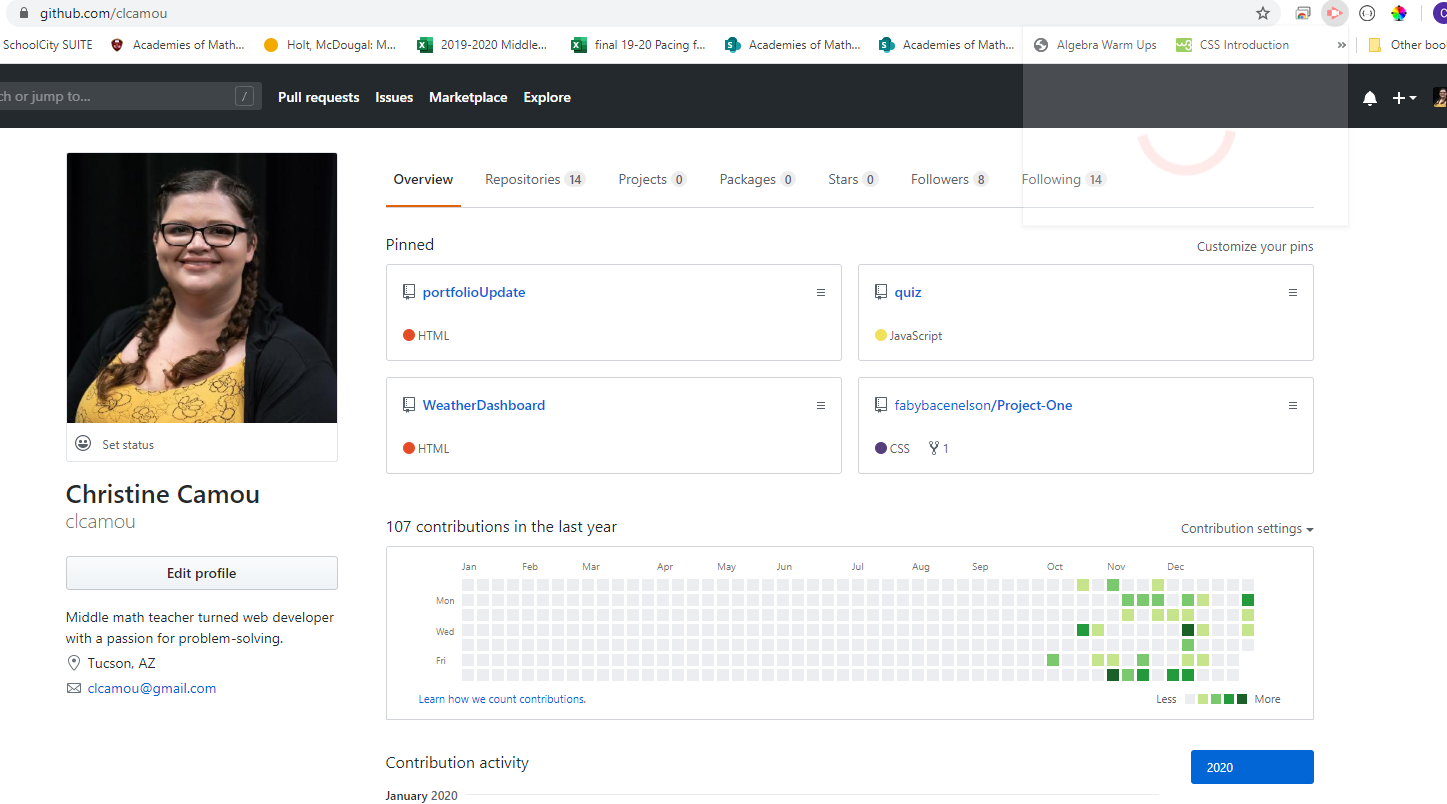 github.com/clcamou
SchoolCity SUITE Academies of Math... Holt, McDougal: M... 2019-2020 Middle... final 19-20 Pacing f... Academies of Math... Academies of Math... Algebra Warm Ups CSS Introduction » Other bool
ch or jump to... / Pull requests Issues Marketplace Explore
Overview Repositories 14 Projects 0 Packages 0 Stars 0 Followers 8 Following 14
Pinned Customize your pins
portfolioUpdate
HTML
quiz
JavaScript
WeatherDashboard
HTML
fabybacenelson/Project-One
CSS 1
Set status
Christine Camou
clcamou
Edit profile
Middle math teacher turned web developer
with a passion for problem-solving.
Tucson, AZ
clcamou@gmail.com
107 contributions in the last year Contribution settings
Jan Feb Mar Apr May Jun Jul Aug Sep Oct Nov Dec
Mon
Wed
Fri
Learn how we count contributions. Less More
Contribution activity 2020
January 2020